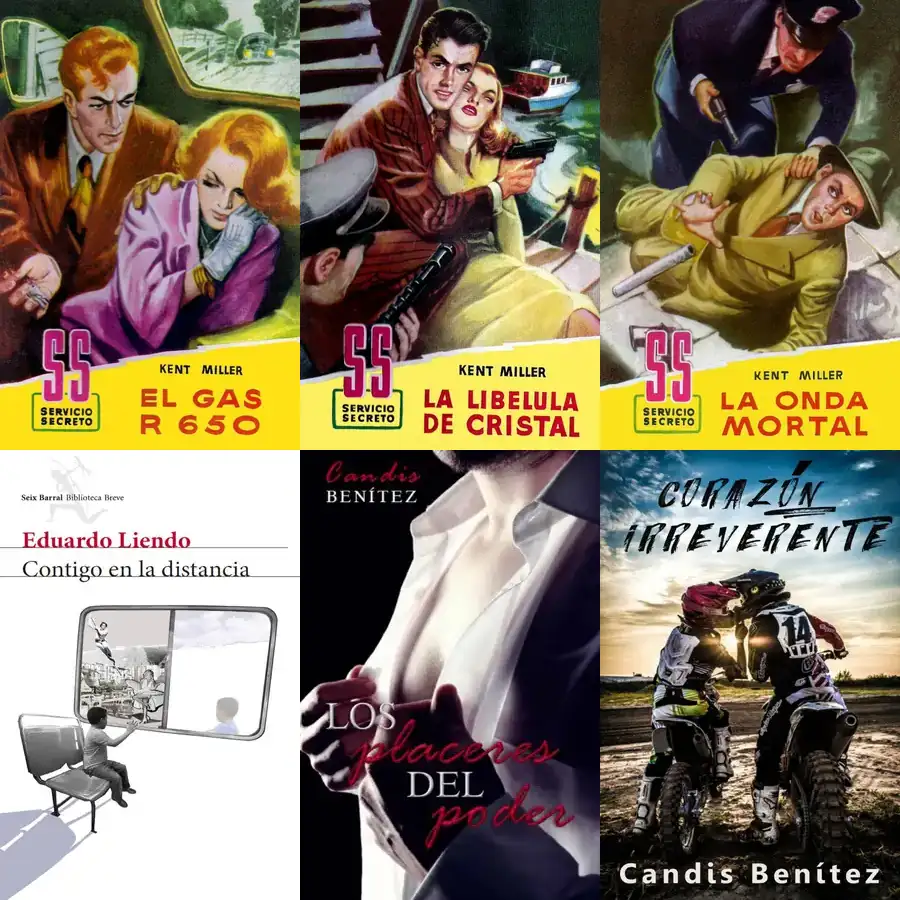 SS
SERVICIO
SECRETO
KENT MILLER
EL GAS
R 650
SS
SERVICIO
SECRETO
KENT MILLER
LA LIBELULA
DE CRISTAL
SS
SERVICIO
SECRETO
KENT MILLER
LA ONDA
MORTAL
Seix Barral Biblioteca Breve
Eduardo Liendo
Contigo en la distancia
Candis
BENÍTEZ
LOS
placeres
DEL
poder
CORAZÓN
IRREVERENTE
14
Candis Benítez